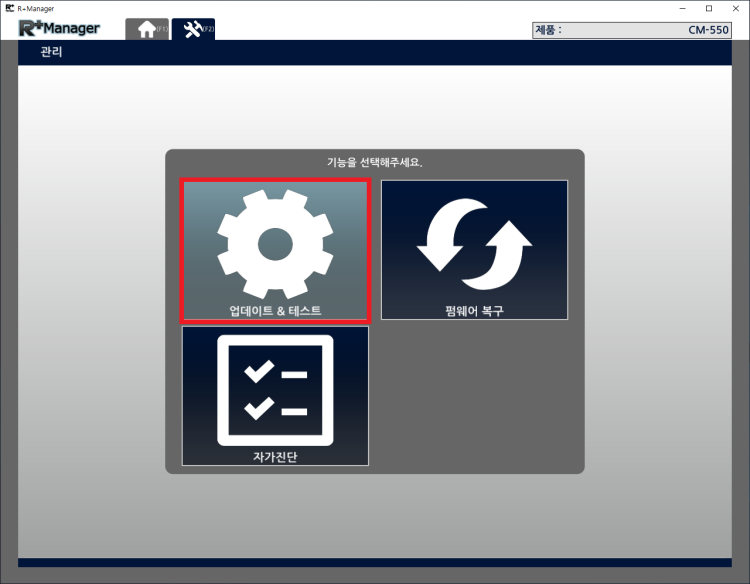 R+Manager
R+Manager (F1) (F2) 제품 : CM-550
관리
기능을 선택해주세요.
업데이트 & 테스트 펌웨어 복구
자가진단